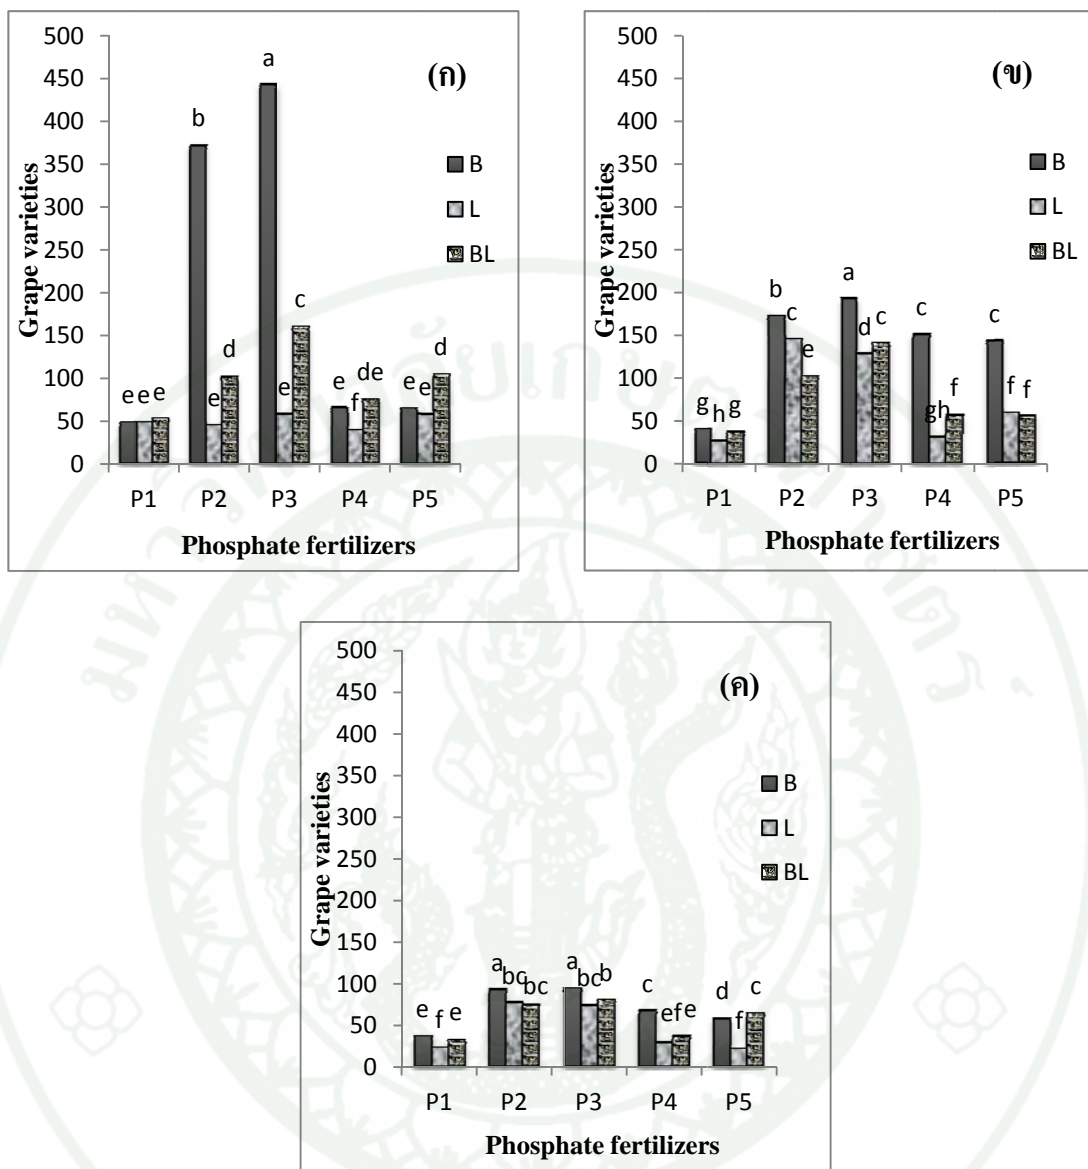 (ก)
500
450
400
350
300
250
200
150
100
50
0
Grape varieties
a
b
c
d
d
e e e
e
e
e f de
e e
B
L
BL
P1 P2 P3 P4 P5
Phosphate fertilizers
(ข)
500
450
400
350
300
250
200
150
100
50
0
Grape varieties
g h g
b c e
a d c
c gh f
c f f
B
L
BL
P1 P2 P3 P4 P5
Phosphate fertilizers
(ค)
500
450
400
350
300
250
200
150
100
50
0
Grape varieties
e f e
a bc bc
a bc b
c ef e
d f c
B
L
BL
P1 P2 P3 P4 P5
Phosphate fertilizers